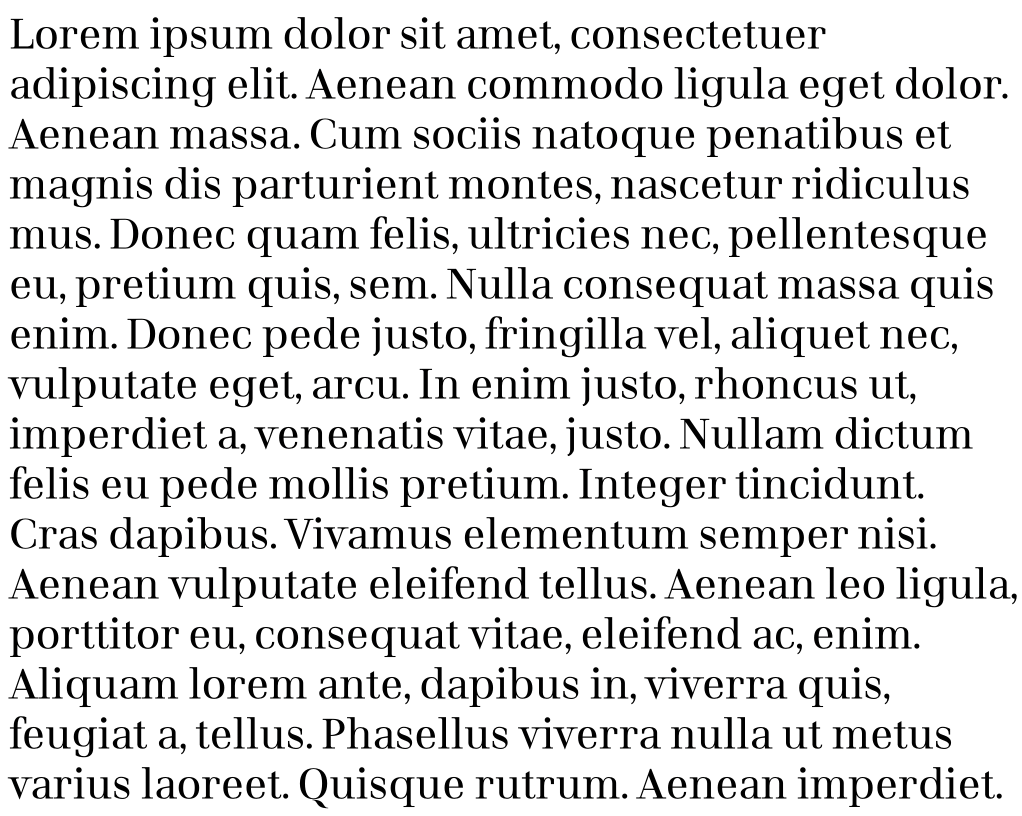 Lorem ipsum dolor sit amet, consectetuer
adipiscing elit. Aenean commodo ligula eget dolor.
Aenean massa. Cum sociis natoque penatibus et
magnis dis parturient montes, nascetur ridiculus
mus. Donec quam felis, ultricies nec, pellentesque
eu, pretium quis, sem. Nulla consequat massa quis
enim. Donec pede justo, fringilla vel, aliquet nec,
vulputate eget, arcu. In enim justo, rhoncus ut,
imperdiet a, venenatis vitae, justo. Nullam dictum
felis eu pede mollis pretium. Integer tincidunt.
Cras dapibus. Vivamus elementum semper nisi.
Aenean vulputate eleifend tellus. Aenean leo ligula,
porttitor eu, consequat vitae, eleifend ac, enim.
Aliquam lorem ante, dapibus in, viverra quis,
feugiat a, tellus. Phasellus viverra nulla ut metus
varius laoreet. Quisque rutrum. Aenean imperdiet.